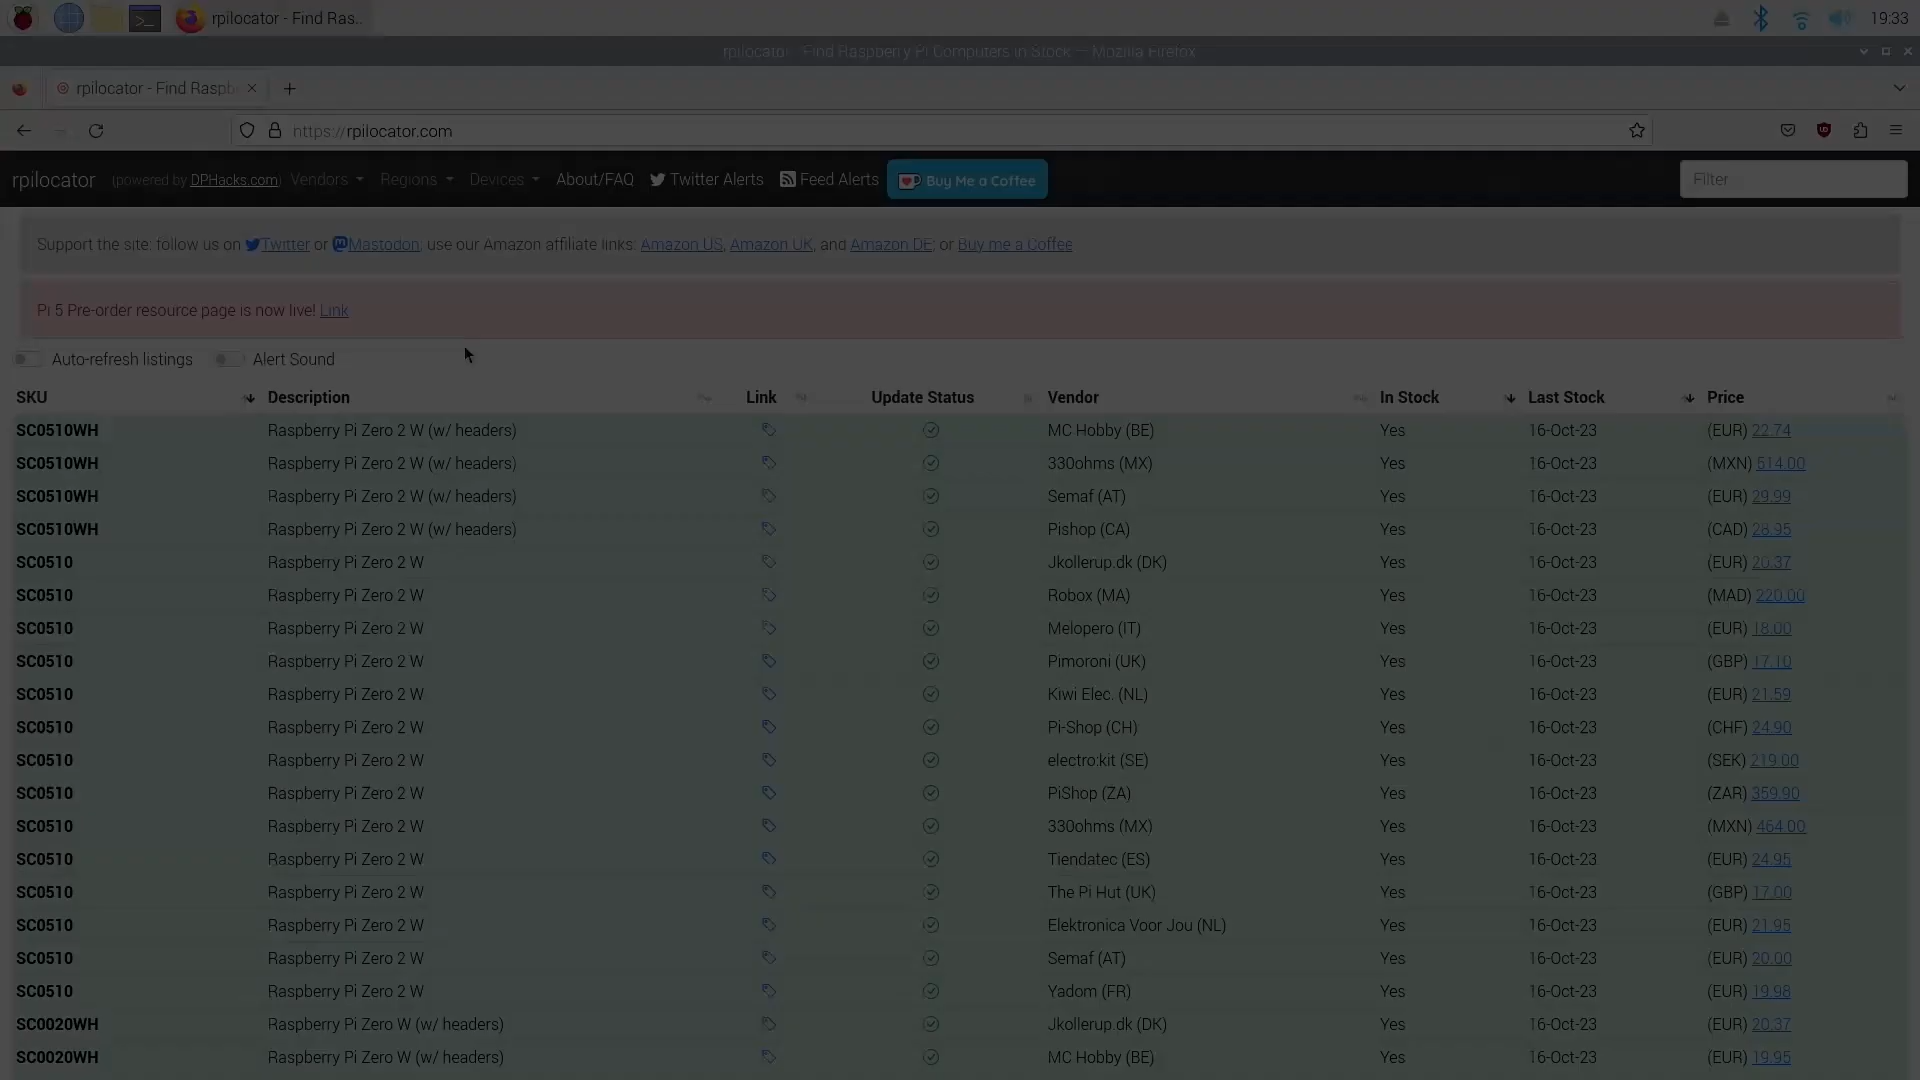 rpilocator - Find Ras..
19:33
rpilocator - Find Raspberry Pi Computers in Stock — Mozilla Firefox
rpilocator - Find Raspb
https://rpilocator.com
rpilocator (powered by DPHacks.com) Vendors Regions Devices About/FAQ Twitter Alerts Feed Alerts Buy Me a Coffee Filter
Support the site: follow us on Twitter or Mastodon; use our Amazon affiliate links: Amazon US, Amazon UK, and Amazon DE; or Buy me a Coffee
Pi 5 Pre-order resource page is now live! Link
Auto-refresh listings Alert Sound
SKU Description Link Update Status Vendor In Stock Last Stock Price
SC0510WH Raspberry Pi Zero 2 W (w/ headers) MC Hobby (BE) Yes 16-Oct-23 (EUR) 22.74
SC0510WH Raspberry Pi Zero 2 W (w/ headers) 330ohms (MX) Yes 16-Oct-23 (MXN) 514.00
SC0510WH Raspberry Pi Zero 2 W (w/ headers) Semaf (AT) Yes 16-Oct-23 (EUR) 29.99
SC0510WH Raspberry Pi Zero 2 W (w/ headers) Pishop (CA) Yes 16-Oct-23 (CAD) 28.95
SC0510 Raspberry Pi Zero 2 W Jkollerup.dk (DK) Yes 16-Oct-23 (EUR) 20.37
SC0510 Raspberry Pi Zero 2 W Robox (MA) Yes 16-Oct-23 (MAD) 220.00
SC0510 Raspberry Pi Zero 2 W Melopero (IT) Yes 16-Oct-23 (EUR) 18.00
SC0510 Raspberry Pi Zero 2 W Pimoroni (UK) Yes 16-Oct-23 (GBP) 17.10
SC0510 Raspberry Pi Zero 2 W Kiwi Elec. (NL) Yes 16-Oct-23 (EUR) 21.59
SC0510 Raspberry Pi Zero 2 W Pi-Shop (CH) Yes 16-Oct-23 (CHF) 24.90
SC0510 Raspberry Pi Zero 2 W electro:kit (SE) Yes 16-Oct-23 (SEK) 219.00
SC0510 Raspberry Pi Zero 2 W PiShop (ZA) Yes 16-Oct-23 (ZAR) 359.90
SC0510 Raspberry Pi Zero 2 W 330ohms (MX) Yes 16-Oct-23 (MXN) 464.00
SC0510 Raspberry Pi Zero 2 W Tiendatec (ES) Yes 16-Oct-23 (EUR) 24.95
SC0510 Raspberry Pi Zero 2 W The Pi Hut (UK) Yes 16-Oct-23 (GBP) 17.00
SC0510 Raspberry Pi Zero 2 W Elektronica Voor Jou (NL) Yes 16-Oct-23 (EUR) 21.95
SC0510 Raspberry Pi Zero 2 W Semaf (AT) Yes 16-Oct-23 (EUR) 20.00
SC0510 Raspberry Pi Zero 2 W Yadom (FR) Yes 16-Oct-23 (EUR) 19.98
SC0020WH Raspberry Pi Zero W (w/ headers) Jkollerup.dk (DK) Yes 16-Oct-23 (EUR) 20.37
SC0020WH Raspberry Pi Zero W (w/ headers) MC Hobby (BE) Yes 16-Oct-23 (EUR) 19.95